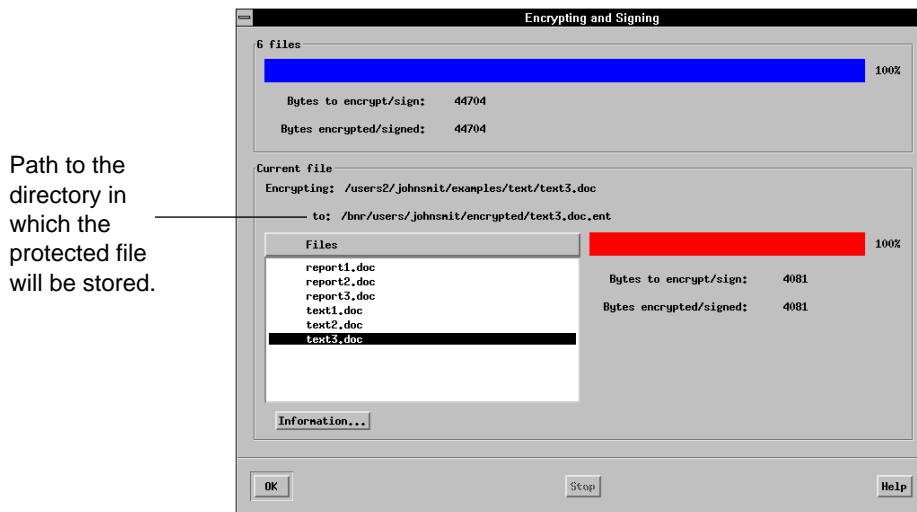 Encrypting and Signing
6 files
100%
Bytes to encrypt/sign: 44704
Bytes encrypted/signed: 44704
Path to the
directory in
which the
protected file
will be stored.
Current file
Encrypting: /users2/johnsmit/examples/text/text3.doc
to: /bnr/users/johnsmit/encrypted/text3.doc.ent
Files
100%
report1.doc
report2.doc
report3.doc
text1.doc
text2.doc
text3.doc
Bytes to encrypt/sign: 4081
Bytes encrypted/signed: 4081
Information...
OK
Stop
Help